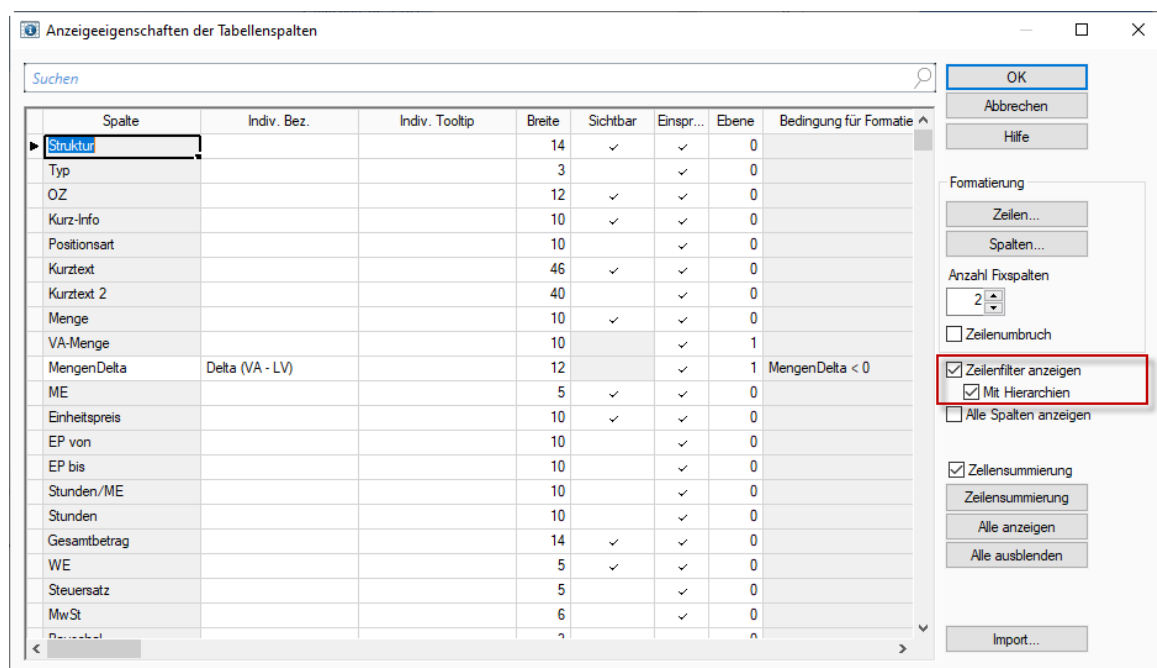 Anzeigeeigenschaften der Tabellenspalten
Suchen
OK
Abbrechen
Hilfe
Spalte Indiv. Bez. Indiv. Tooltip Breite Sichtbar Einspr... Ebene Bedingung für Formatie
Struktur 14 ✓ ✓ 0
Typ 3 ✓ 0
OZ 12 ✓ ✓ 0
Kurz-Info 10 ✓ ✓ 0
Positionsart 10 ✓ 0
Kurztext 46 ✓ ✓ 0
Kurztext 2 40 ✓ 0
Menge 10 ✓ ✓ 0
VA-Menge 10 ✓ 1
MengenDelta Delta (VA - LV) 12 ✓ 1 MengenDelta < 0
ME 5 ✓ ✓ 0
Einheitspreis 10 ✓ ✓ 0
EP von 10 ✓ 0
EP bis 10 ✓ 0
Stunden/ME 10 ✓ 0
Stunden 10 ✓ 0
Gesamtbetrag 14 ✓ ✓ 0
WE 5 ✓ ✓ 0
Steuersatz 5 ✓ 0
MwSt 6 ✓ 0
Formatierung
Zeilen...
Spalten...
Anzahl Fixspalten
2
Zeilenumbruch
Zeilenfilter anzeigen
Mit Hierarchien
Alle Spalten anzeigen
Zellensummierung
Zeilensummierung
Alle anzeigen
Alle ausblenden
Import...